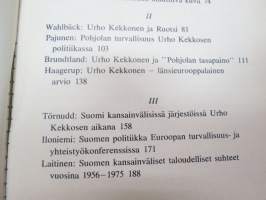 kuva 74
II
Wahlbäck: Urho Kekkonen ja Ruotsi 81
Pajunen: Pohjolan turvallisuus Urho Kekkosen
politiikassa 103
Brundtland: Urho Kekkonen ja "Pohjolan tasapaino" 111
Haagerup: Urho Kekkonen – länsieurooppalainen
arvio 138
III
Törnudd: Suomi kansainvälisissä järjestöissä Urho
Kekkosen aikana 158
Iloniemi: Suomen politiikka Euroopan turvallisuus- ja
yhteistyökonferenssissa 171
Laitinen: Suomen kansainväliset taloudelliset suhteet
vuosina 1956–1975 188